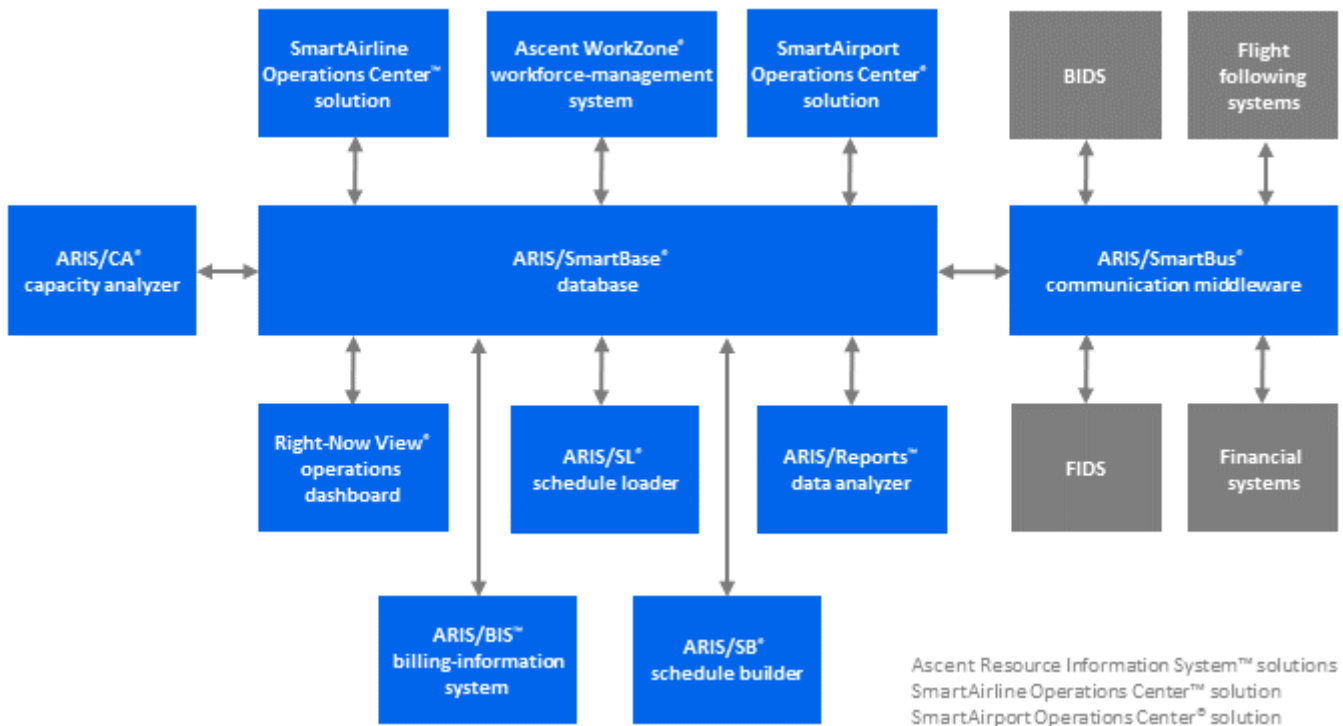 SmartAirline
Operations Center™
solution
Ascent WorkZone®
workforce-management
system
SmartAirport
Operations Center®
solution
BIDS
Flight
following
systems
ARIS/CA®
capacity analyzer
ARIS/SmartBase®
database
ARIS/SmartBus®
communication middleware
Right-Now View®
operations
dashboard
ARIS/SL®
schedule loader
ARIS/Reports™
data analyzer
FIDS
Financial
systems
ARIS/BIS™
billing-information
system
ARIS/SB®
schedule builder
Ascent Resource Information System™ solutions
SmartAirline Operations Center™ solution
SmartAirport Operations Center® solution